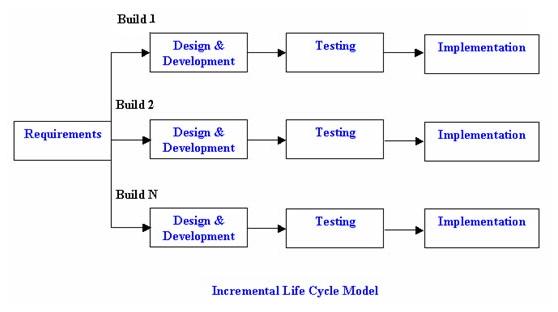 Build 1
Design &
Development
Testing
Implementation
Build 2
Requirements
Design &
Development
Testing
Implementation
Build N
Design &
Development
Testing
Implementation
Incremental Life Cycle Model